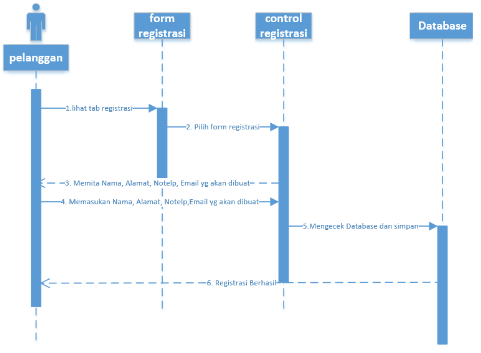 form
registrasi
control
registrasi
Database
pelanggan
1.lihat tab registrasi
2. Pilih form registrasi
3. Memita Nama, Alamat, Notelp, Email yg akan dibuat
4. Memasukan Nama, Alamat, Notelp,Email yg akan dibuat
5.Mengecek Database dan simpan
6. Registrasi Berhasil